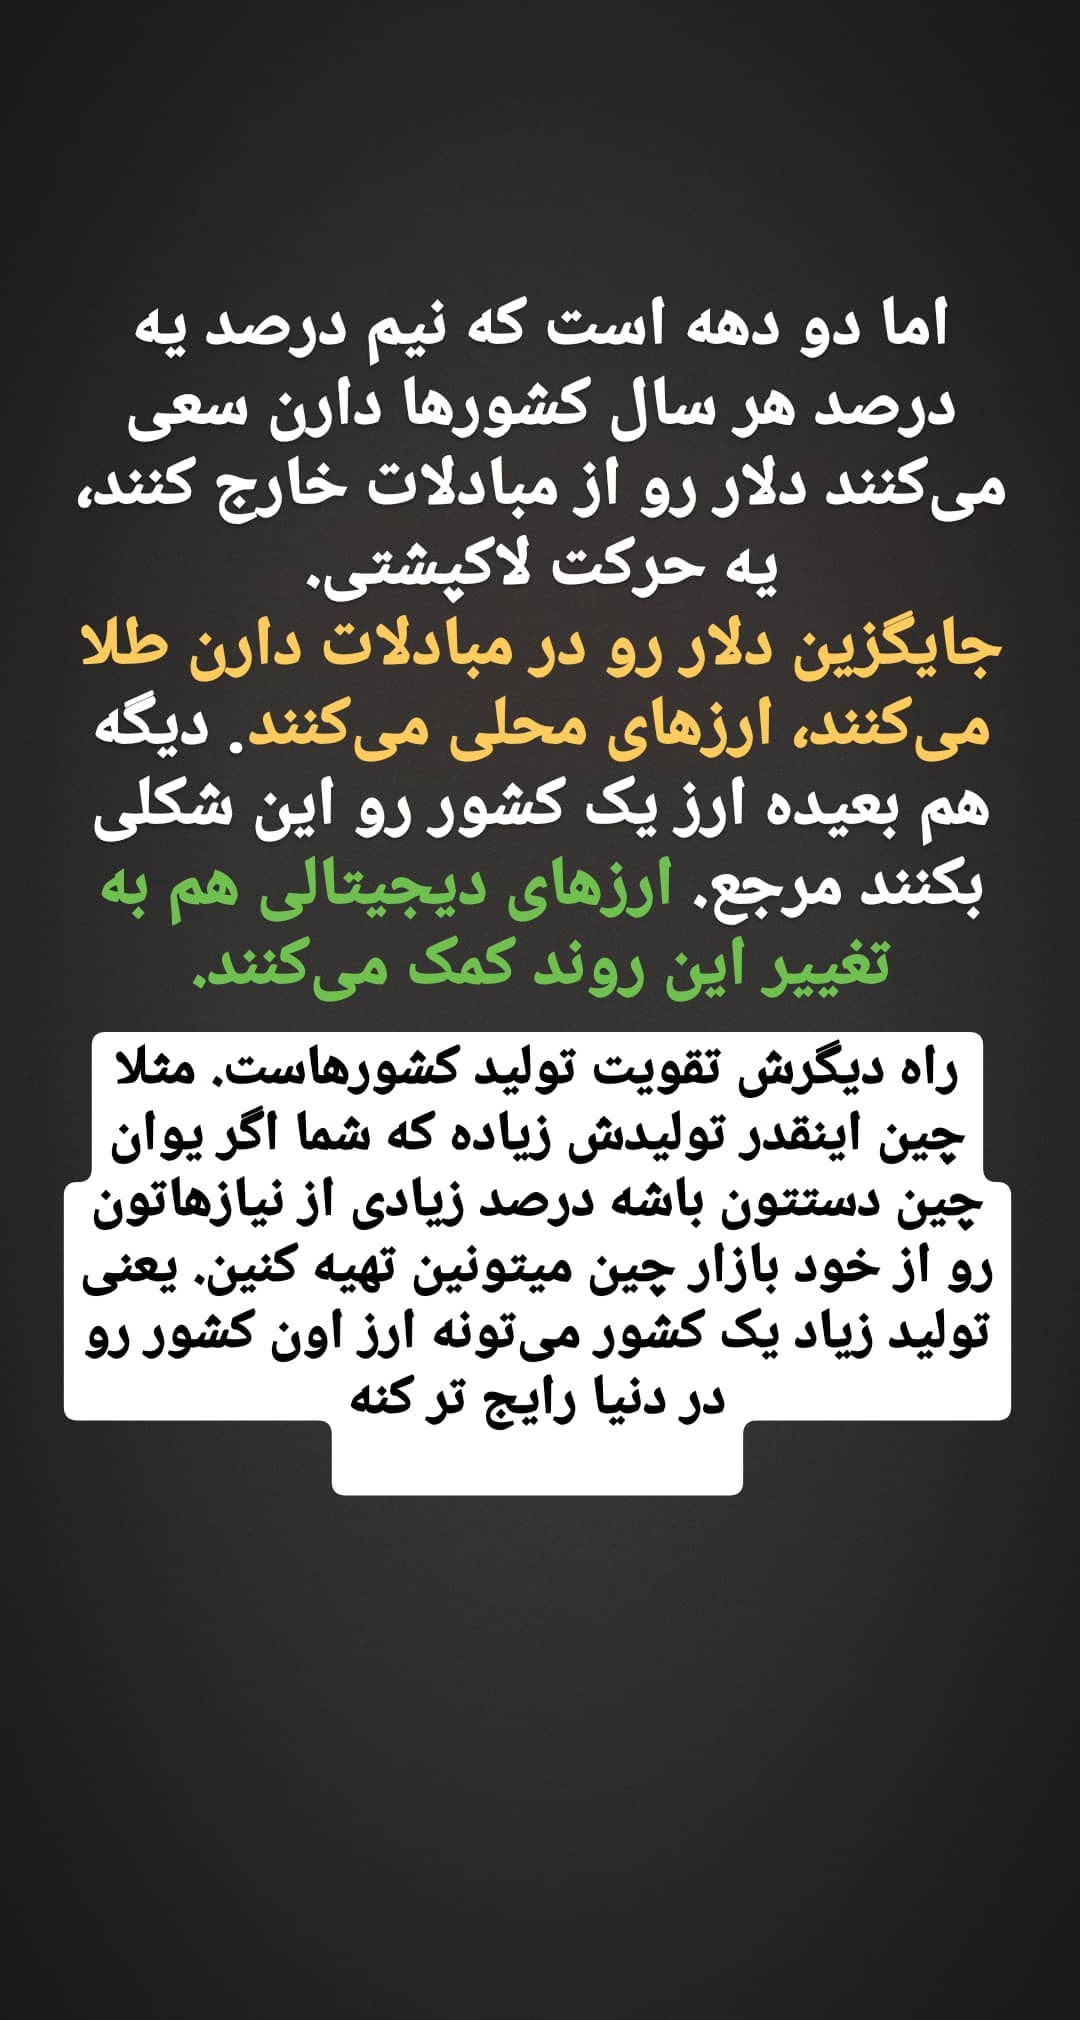 اما دو دهه است که نیم درصد یه
درصد هر سال کشورها دارن سعی
می‌کنند دلار رو از مبادلات خارج کنند،
یه حرکت لاکپشتی.
جایگزین دلار رو در مبادلات دارن طلا
می‌کنند، ارزهای محلی می‌کنند. دیگه
هم بعیده ارز یک کشور رو این شکلی
بکنند مرجع. ارزهای دیجیتالی هم به
تغییر این روند کمک می‌کنند.
راه دیگرش تقویت تولید کشورهاست. مثلا
چین اینقدر تولیدش زیاده که شما اگر یوان
چین دستتون باشه درصد زیادی از نیازهاتون
رو از خود بازار چین میتونین تهیه کنین. یعنی
تولید زیاد یک کشور می‌تونه ارز اون کشور رو
در دنیا رایج تر کنه